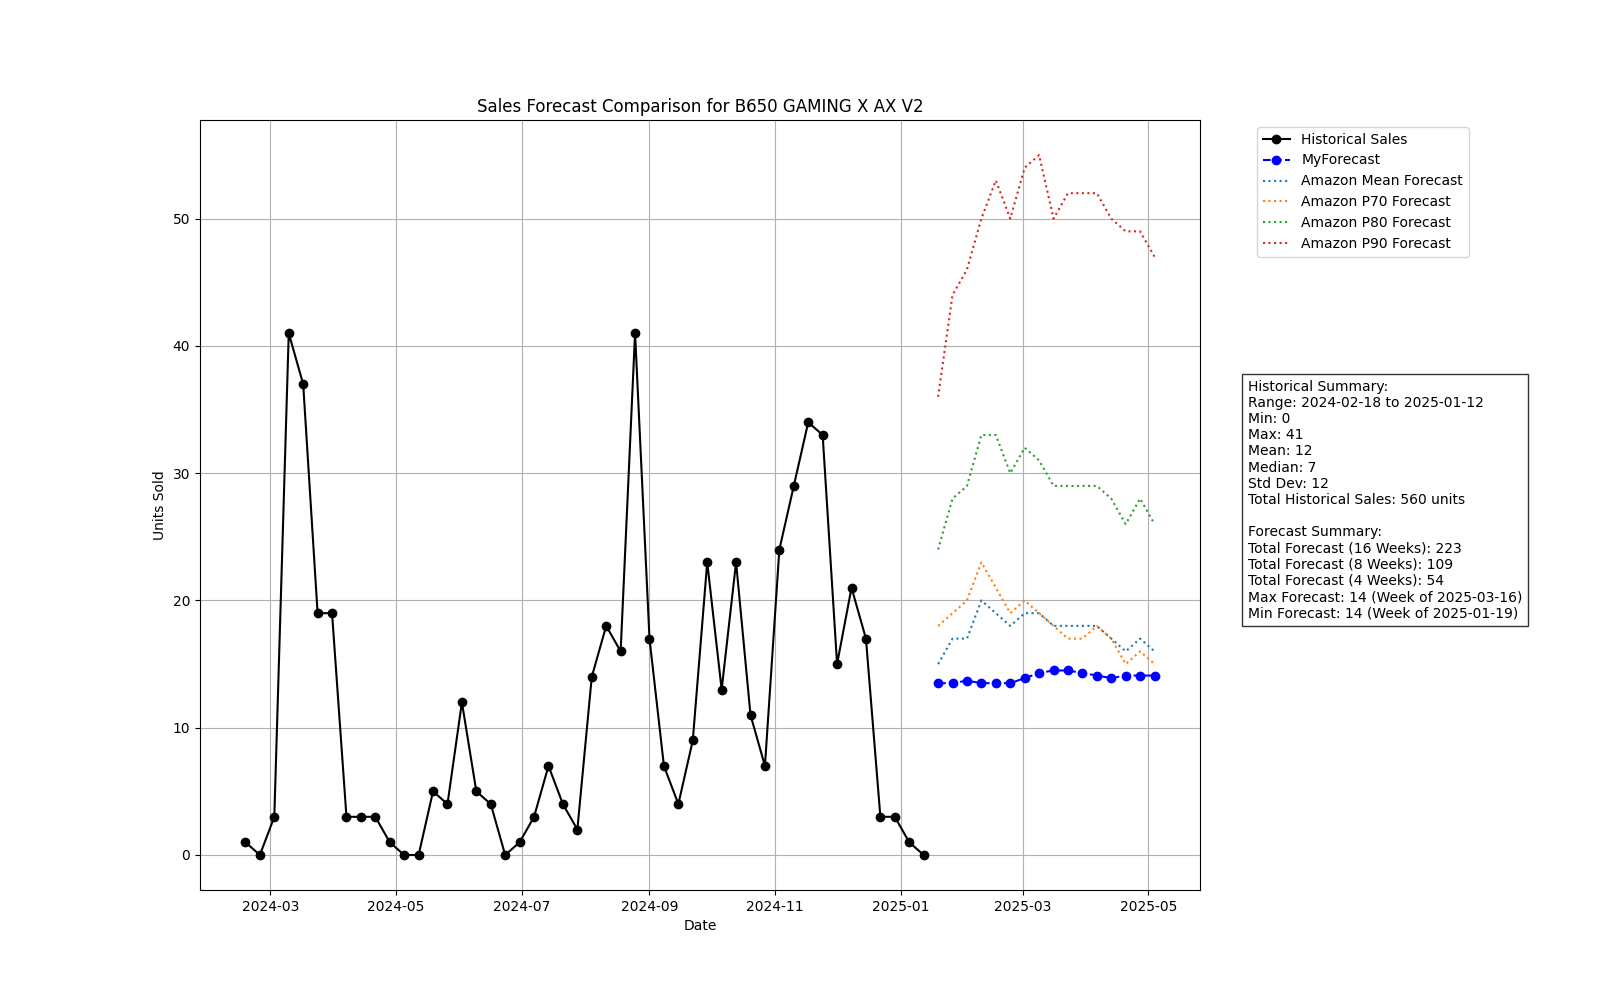 Sales Forecast Comparison for B650 GAMING X AX V2
Historical Sales
MyForecast
Amazon Mean Forecast
Amazon P70 Forecast
Amazon P80 Forecast
Amazon P90 Forecast
50
40
30
20
10
0
Units Sold
2024-03
2024-05
2024-07
2024-09
2024-11
2025-01
2025-03
2025-05
Date
Historical Summary:
Range: 2024-02-18 to 2025-01-12
Min: 0
Max: 41
Mean: 12
Median: 7
Std Dev: 12
Total Historical Sales: 560 units
Forecast Summary:
Total Forecast (16 Weeks): 223
Total Forecast (8 Weeks): 109
Total Forecast (4 Weeks): 54
Max Forecast: 14 (Week of 2025-03-16)
Min Forecast: 14 (Week of 2025-01-19)